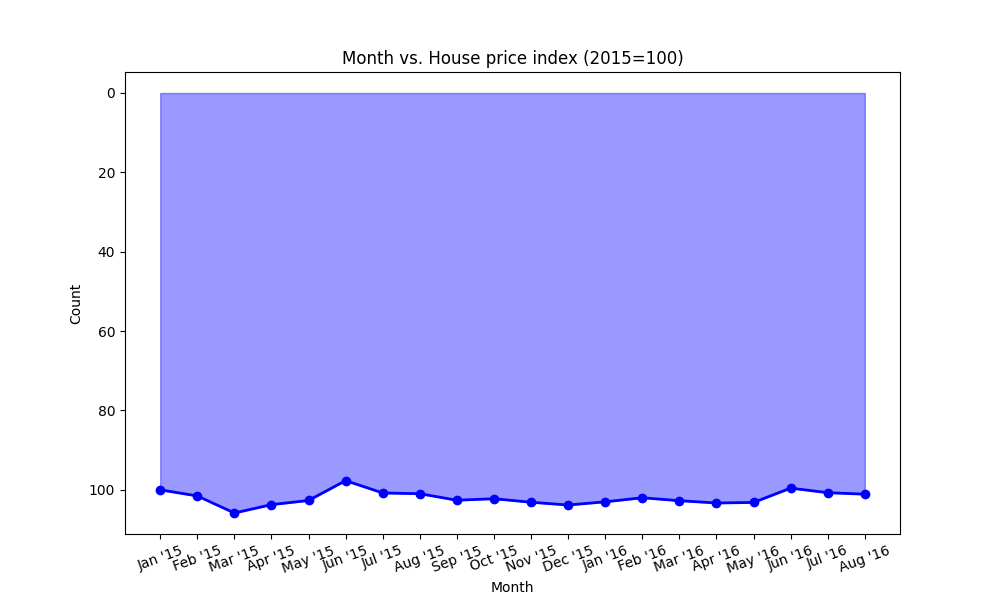 Month vs. House price index (2015=100)
0
20
40
60
80
100
Count
Jan '15
Feb '15
Mar '15
Apr '15
May '15
Jun '15
Jul '15
Aug '15
Sep '15
Oct '15
Nov '15
Dec '15
Jan '16
Feb '16
Mar '16
Apr '16
May '16
Jun '16
Jul '16
Aug '16
Month